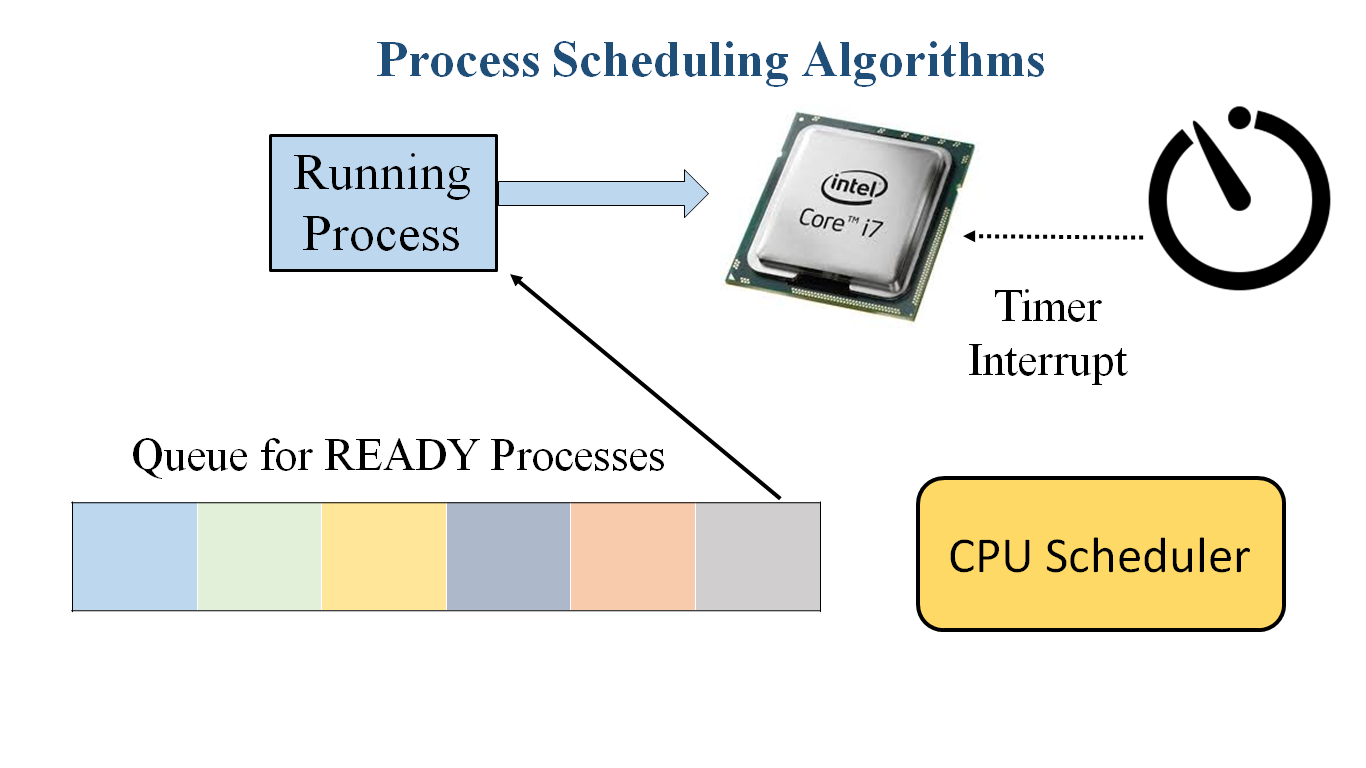 Process Scheduling Algorithms
Running
Process
intel
Core™ i7
Timer
Interrupt
Queue for READY Processes
CPU Scheduler